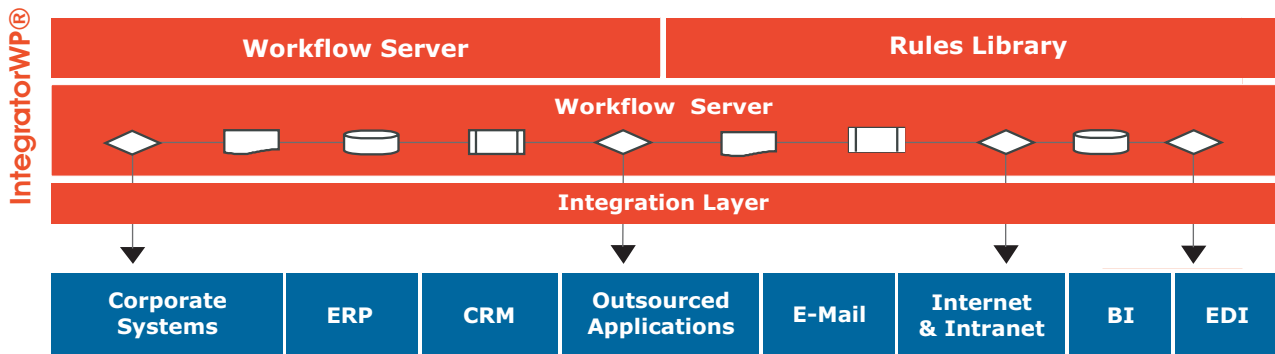 IntegratorWP®
Workflow Server
Rules Library
Workflow Server
Integration Layer
Corporate
Systems
ERP
CRM
Outsourced
Applications
E-Mail
Internet
& Intranet
BI
EDI